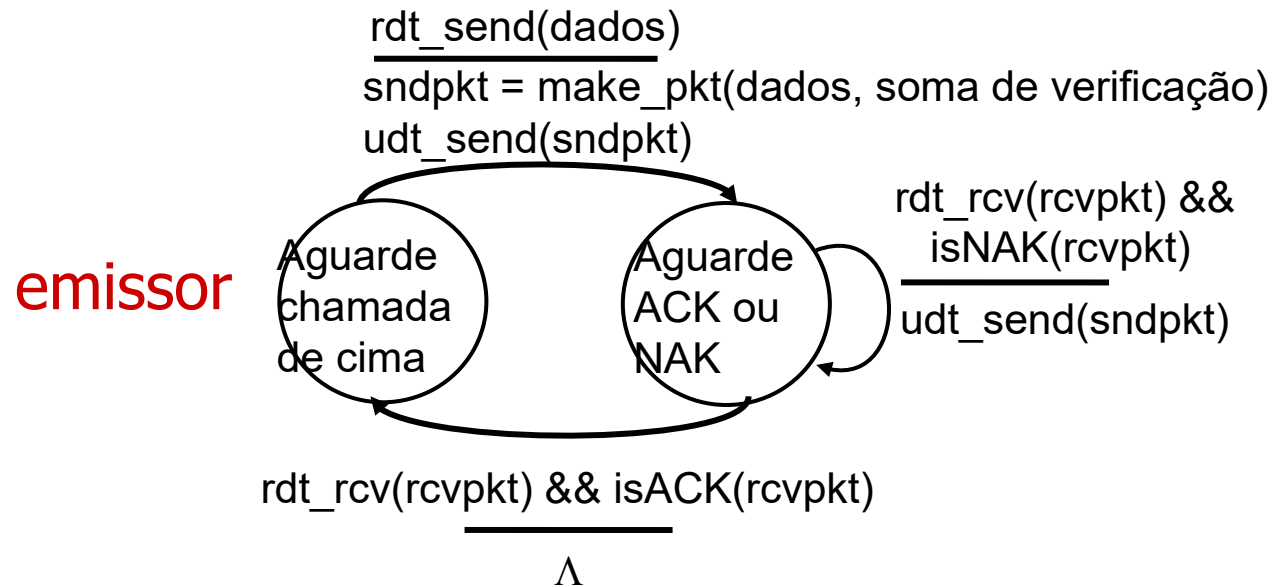 rdt_send(dados)
sndpkt = make_pkt(dados, soma de verificação)
udt_send(sndpkt)
emissor
Aguarde
chamada
de cima
Aguarde
ACK ou
NAK
rdt_rcv(rcvpkt) &&
isNAK(rcvpkt)
udt_send(sndpkt)
rdt_rcv(rcvpkt) && isACK(rcvpkt)
Λ